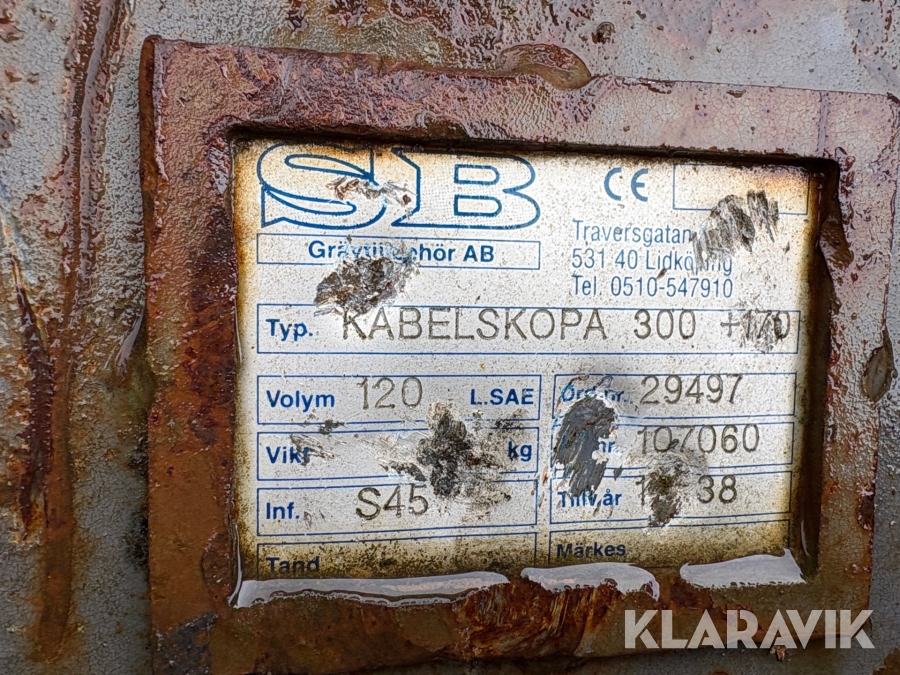 SB
CE
AB
Traversgatan
531 40 Lidköping
Tel. 0510-547910
Typ. KABELSKOPA 300 +170
Volym 120 L.SAE
29497
Vikt kg
107060
Inf. S45
Tillv.år 38
Tand
Märkes
KLARAVIK